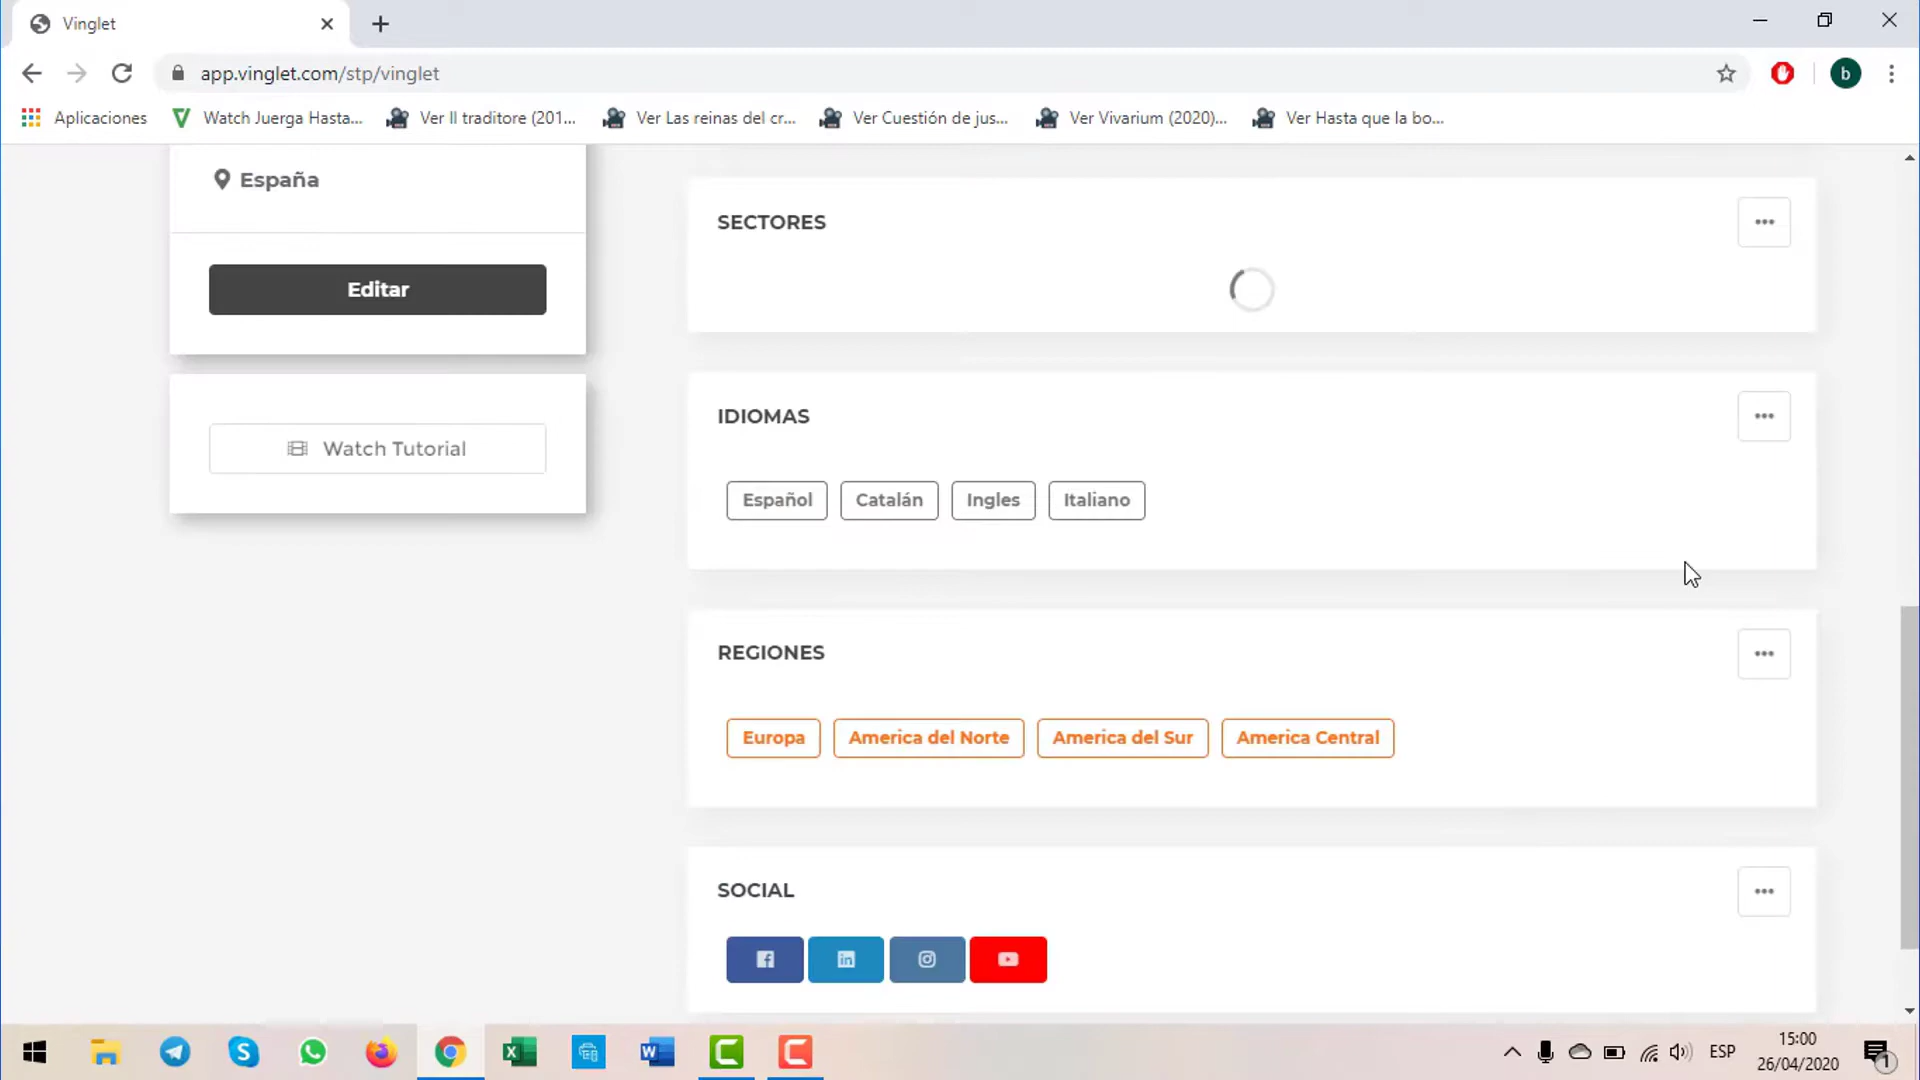 Vinglet
app.vinglet.com/stp/vinglet
b
Aplicaciones
Watch Juerga Hasta...
Ver Il traditore (201...
Ver Las reinas del cr...
Ver Cuestión de jus...
Ver Vivarium (2020)...
Ver Hasta que la bo...
España
Editar
Watch Tutorial
SECTORES
IDIOMAS
Español
Catalán
Ingles
Italiano
REGIONES
Europa
America del Norte
America del Sur
America Central
SOCIAL
ESP
15:00
26/04/2020
1